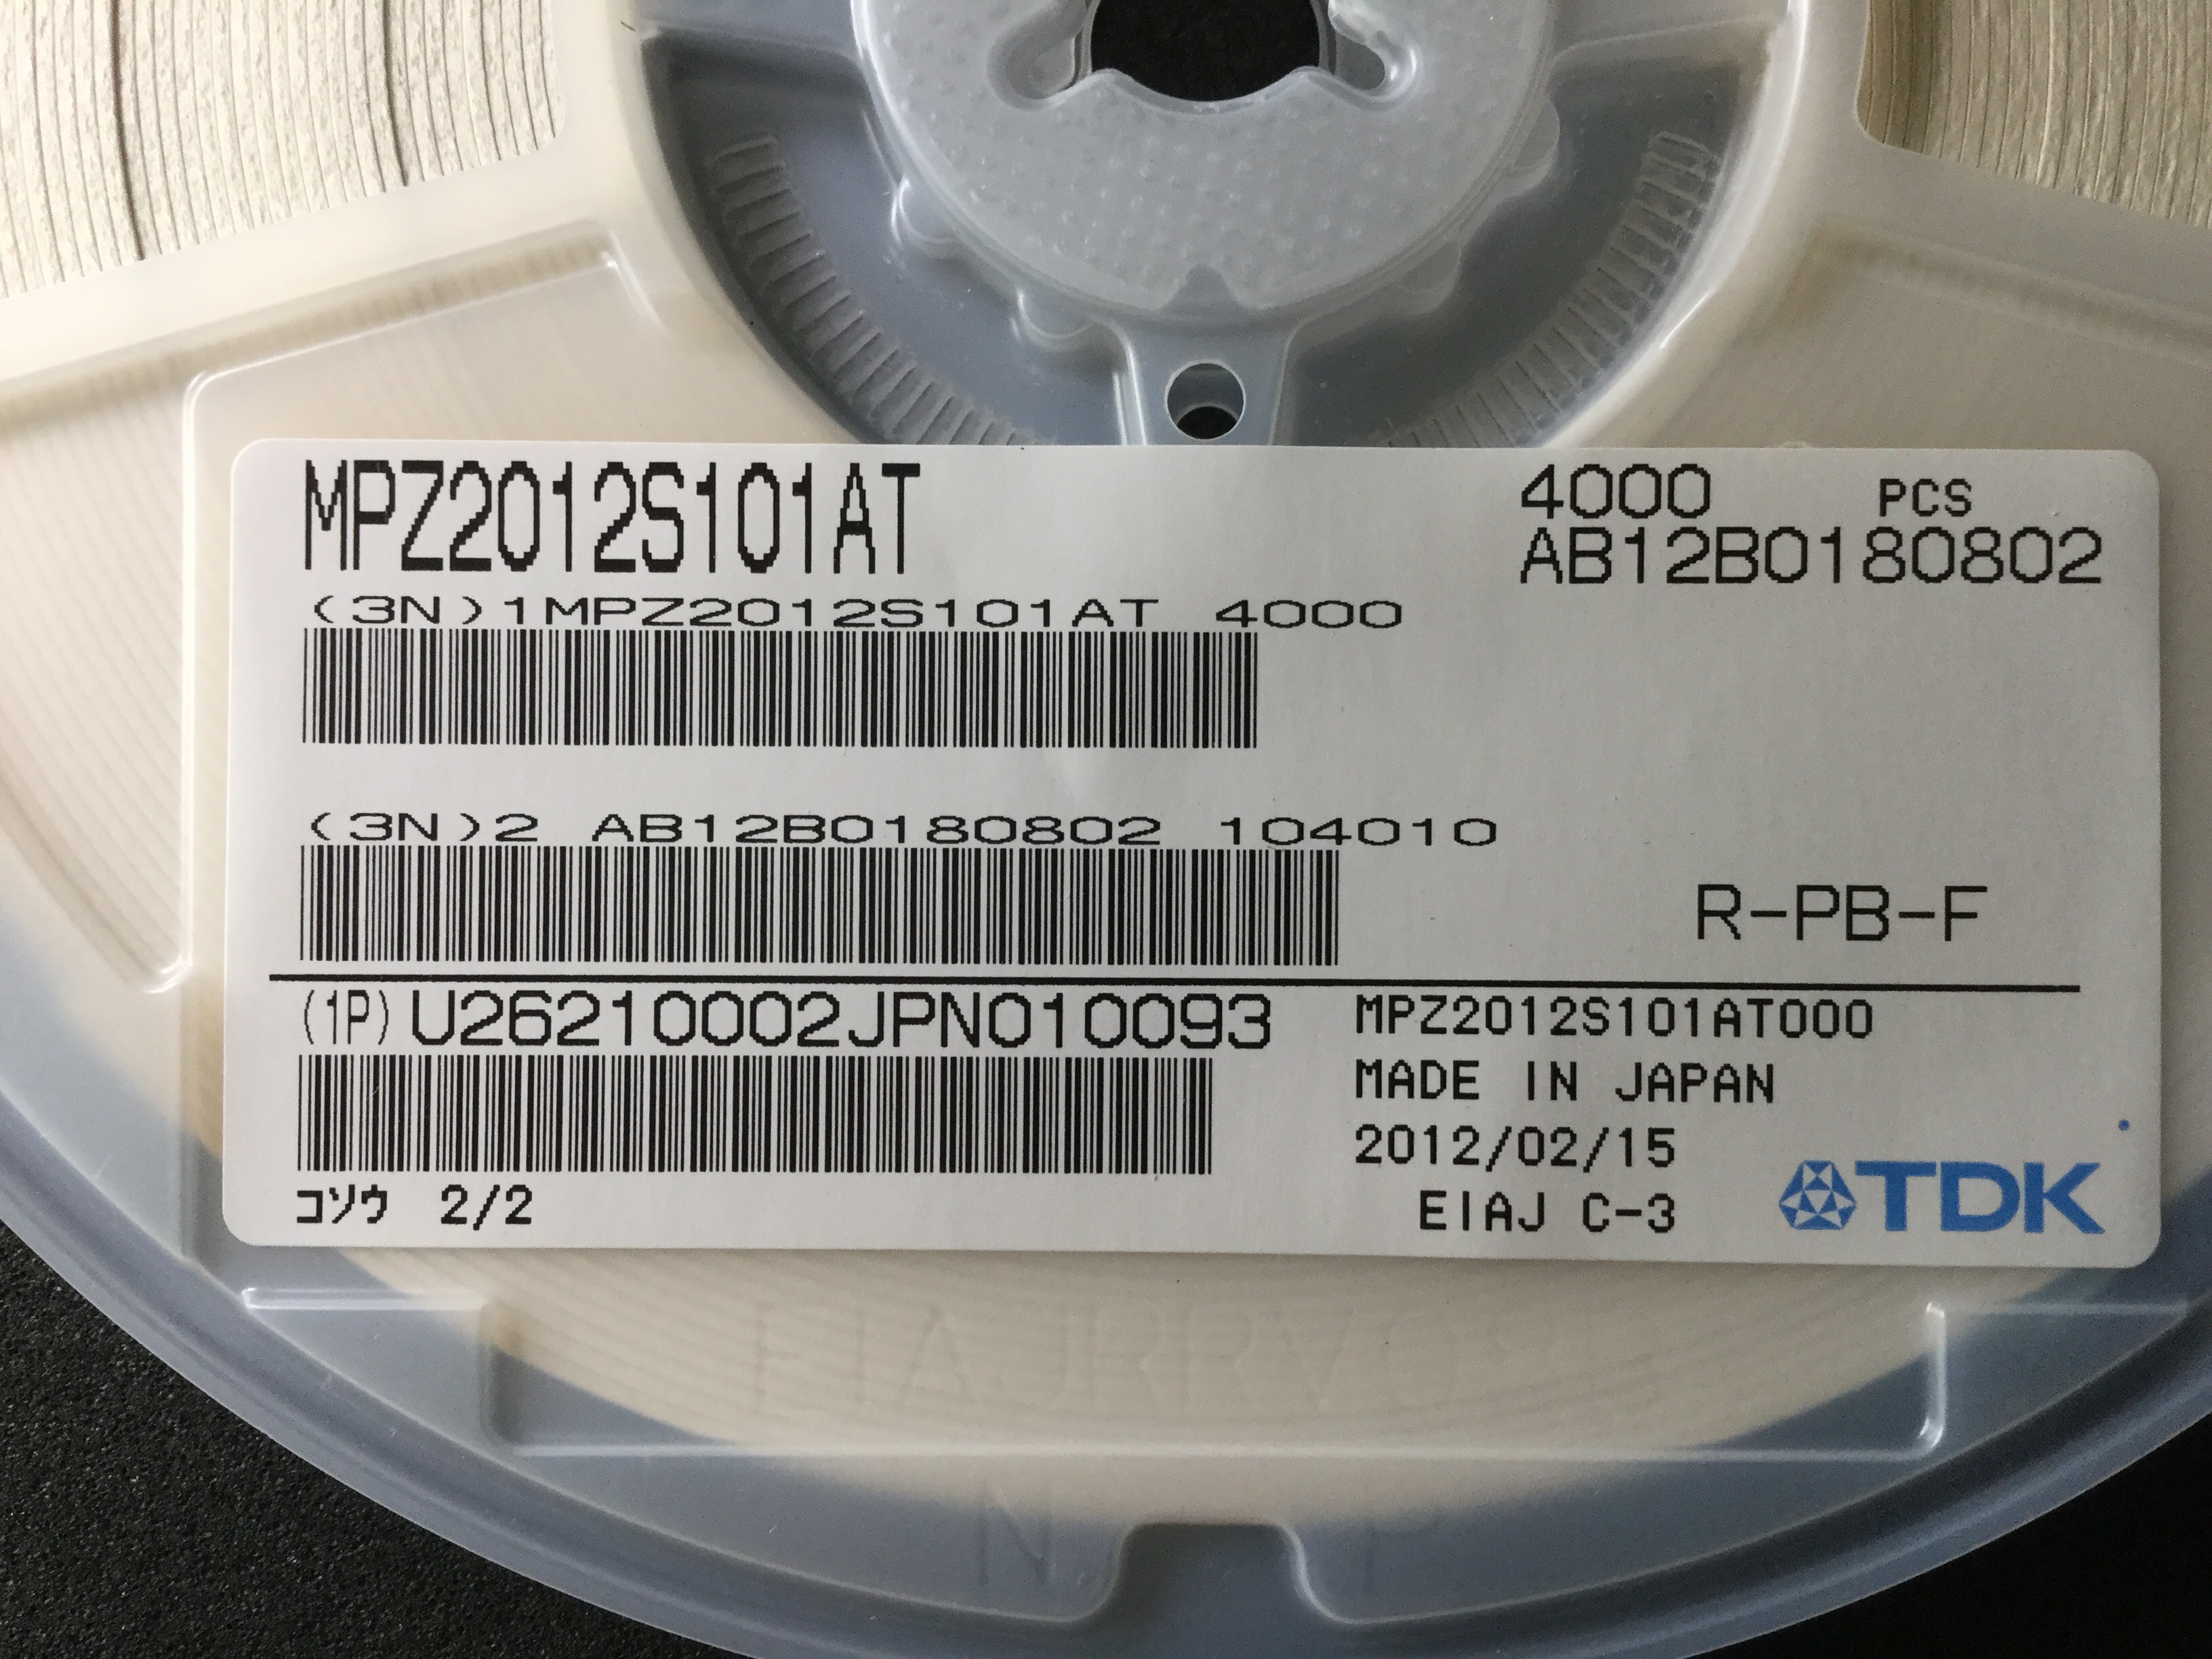 MPZ2012S101AT
4000 PCS
AB12B0180802
(3N)1MPZ2012S101AT 4000
(3N)2 AB12B0180802 104010
R-PB-F
(1P)U26210002JPN010093
MPZ2012S101AT000
MADE IN JAPAN
2012/02/15
コソウ 2/2
EIAJ C-3
TDK